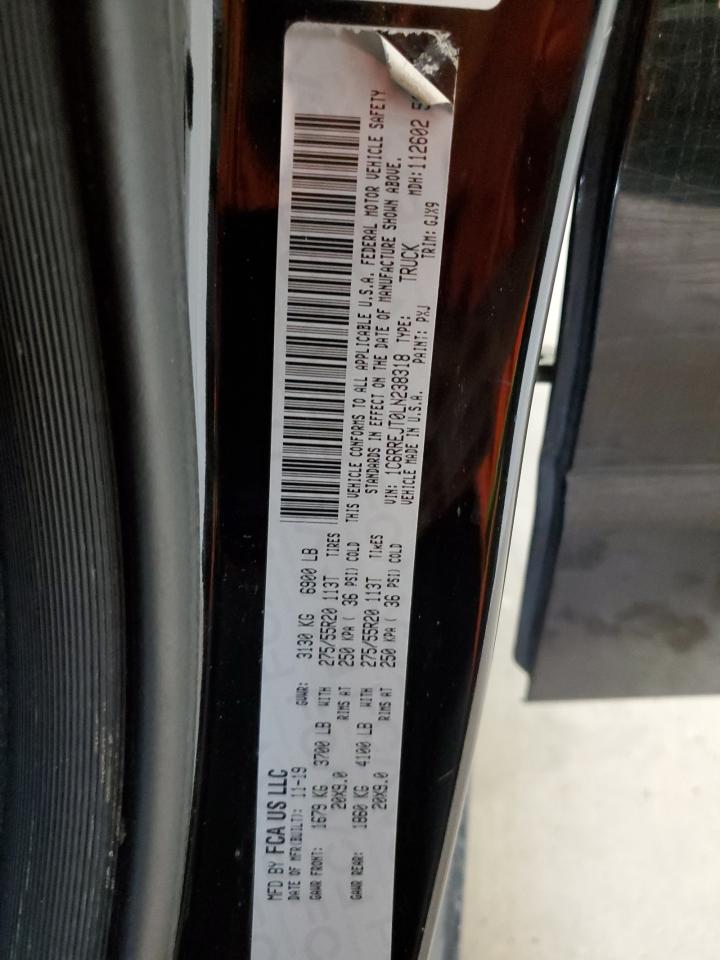 MFD BY FCA US LLC
DATE OF MFR(BUILT): 11-19 GVWR: 3130 KG 6900 LB
GAWR FRONT: 1679 KG 3700 LB WITH 275/55R20 113T TIRES
20X9.0 RIMS AT 250 KPA ( 36 PSI) COLD
GAWR REAR: 1860 KG 4100 LB WITH 275/55R20 113T TIRES
20X9.0 RIMS AT 250 KPA ( 36 PSI) COLD
THIS VEHICLE CONFORMS TO ALL APPLICABLE U.S.A. FEDERAL MOTOR VEHICLE SAFETY
STANDARDS IN EFFECT ON THE DATE OF MANUFACTURE SHOWN ABOVE.
VIN: 1C6RREJT0LN238318 TYPE: TRUCK MDH: 112602
VEHICLE MADE IN U.S.A. PAINT: PXJ TRIM: GJX9